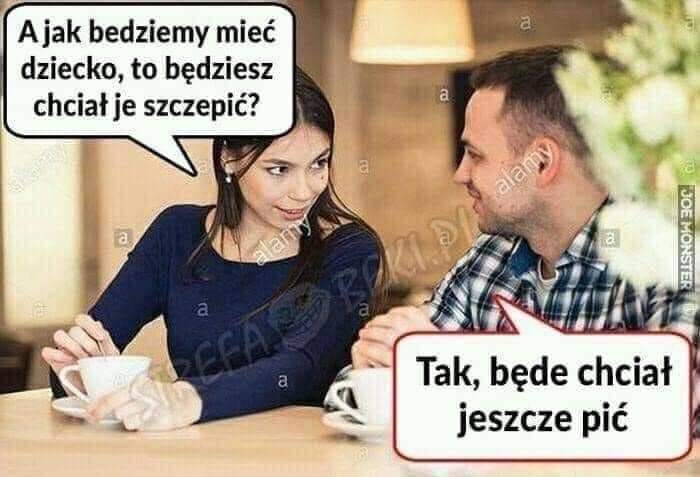 A jak bedziemy mieć
dziecko, to będziesz
chciał je szczepić?
Tak, będe chciał
jeszcze pić
alamy
alamy
alamy
a
a
a
a
a
a
a
a
JOE MONSTER
STREFA BEKI.PL